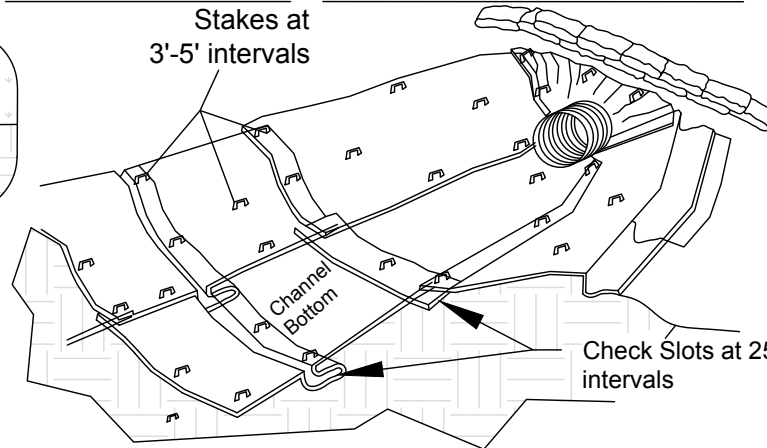 Stakes at
3'-5' intervals
Channel
Bottom
Check Slots at 25
intervals